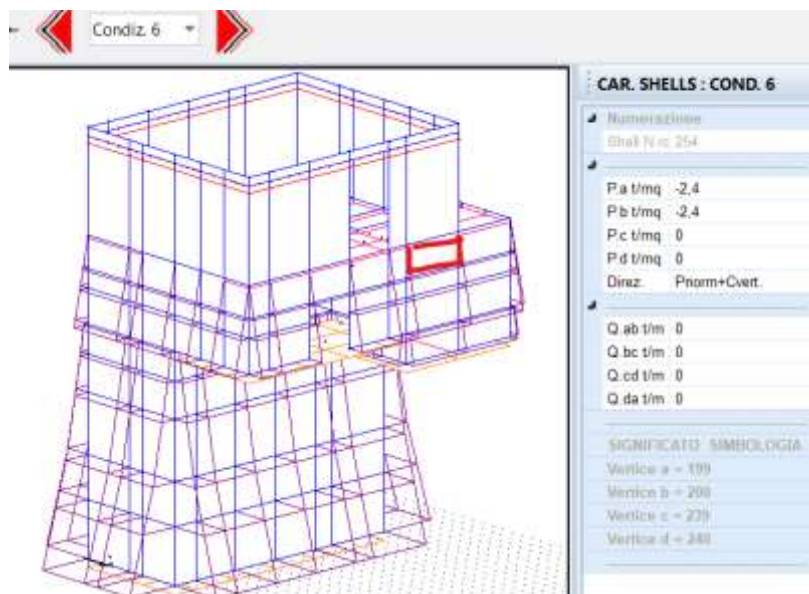 Condiz. 6
CAR. SHELLS : COND. 6
Numerazione
Shell N.ro 254
P.a t/mq -2,4
P.b t/mq -2,4
P.c t/mq 0
P.d t/mq 0
Direz. Pnorm+Cvert.
Q.ab t/m 0
Q.bc t/m 0
Q.cd t/m 0
Q.da t/m 0
SIGNIFICATO SIMBOLOGIA
Vertice a = 199
Vertice b = 200
Vertice c = 239
Vertice d = 240